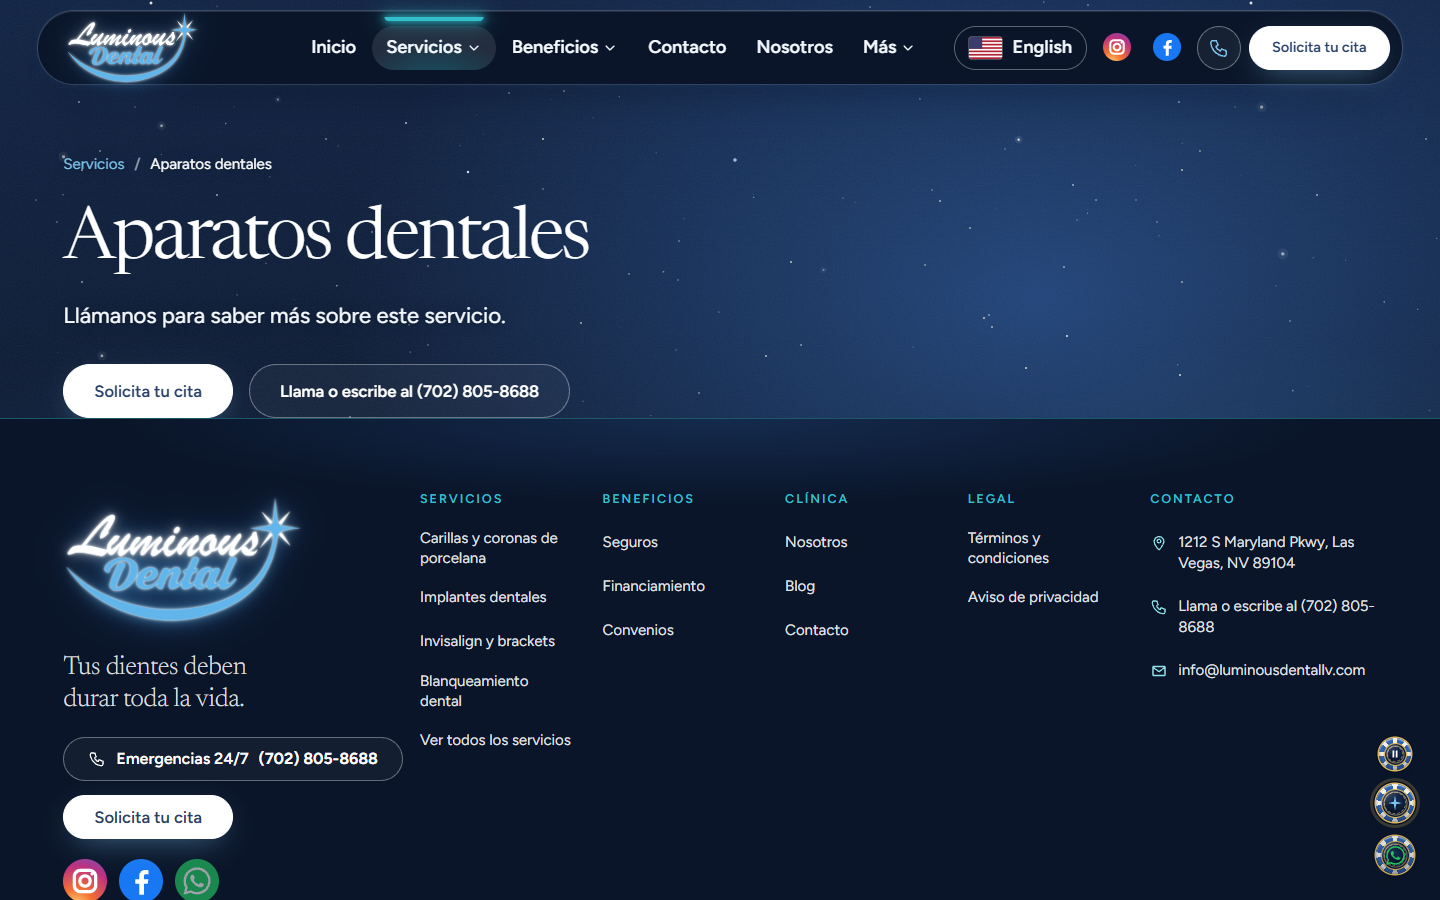 Luminous
Dental
Inicio
Servicios
Beneficios
Contacto
Nosotros
Más
English
Solicita tu cita
Servicios / Aparatos dentales
Aparatos dentales
Llámanos para saber más sobre este servicio.
Solicita tu cita
Llama o escribe al (702) 805-8688
Luminous
Dental
Tus dientes deben
durar toda la vida.
Emergencias 24/7 (702) 805-8688
Solicita tu cita
SERVICIOS
Carillas y coronas de
porcelana
Implantes dentales
Invisalign y brackets
Blanqueamiento
dental
Ver todos los servicios
BENEFICIOS
Seguros
Financiamiento
Convenios
CLÍNICA
Nosotros
Blog
Contacto
LEGAL
Términos y
condiciones
Aviso de privacidad
CONTACTO
1212 S Maryland Pkwy, Las
Vegas, NV 89104
Llama o escribe al (702) 805-
8688
info@luminousdentallv.com